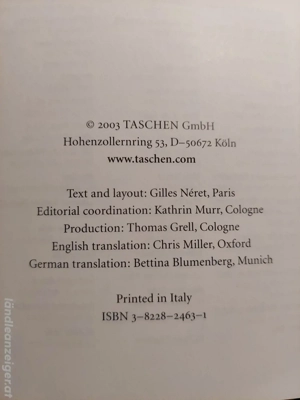 © 2003 TASCHEN GmbH
Hohenzollernring 53, D–50672 Köln
www.taschen.com
Text and layout: Gilles Néret, Paris
Editorial coordination: Kathrin Murr, Cologne
Production: Thomas Grell, Cologne
English translation: Chris Miller, Oxford
German translation: Bettina Blumenberg, Munich
Printed in Italy
ISBN 3–8228–2463–1
ländleanzeiger.at